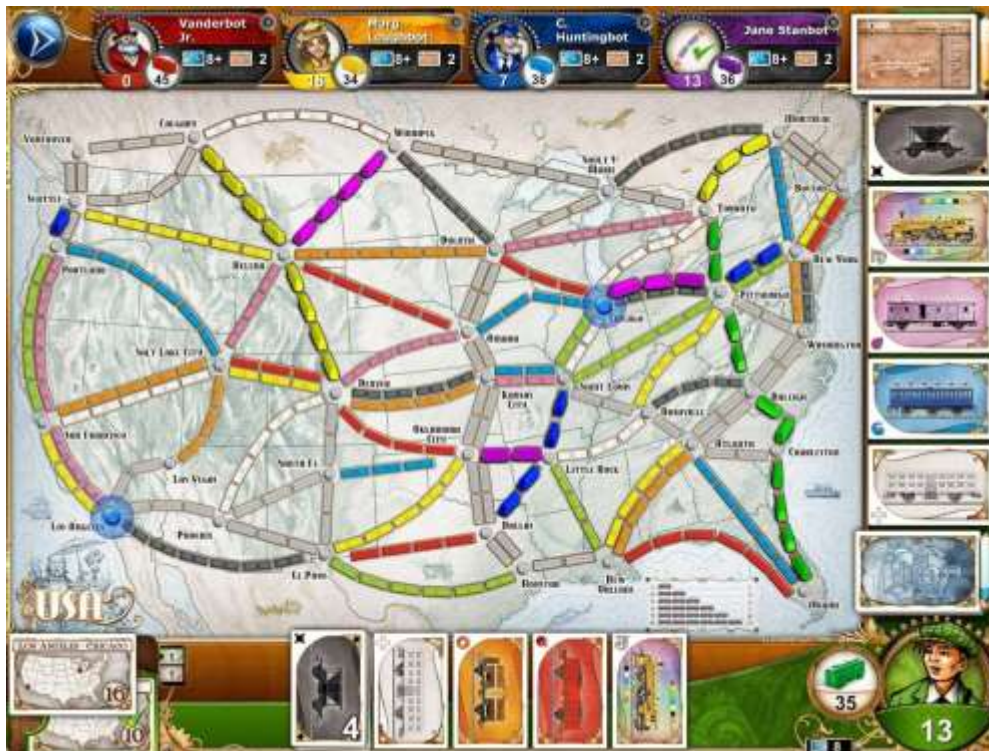 Vanderbot
Jr.
Marg
Loughbot
C.
Huntingbot
Jane Stanbot
8+
2
8+
2
8+
2
8+
2
0
45
15
34
7
38
13
36
Vancouver
Calgary
Winnipeg
Sault St
Marie
Montreal
Seattle
Boston
Toronto
Portland
Helena
Duluth
New York
Pittsburgh
Chicago
Omaha
Salt Lake City
Washington
Denver
Kansas
City
Saint Louis
Raleigh
Nashville
San Francisco
Oklahoma
City
Atlanta
Charleston
Santa Fe
Las Vegas
Little Rock
Los Angeles
Phoenix
Dallas
El Paso
Houston
New
Orleans
Miami
USA
Los Angeles - Chicago
16
10
1
1
4
35
13